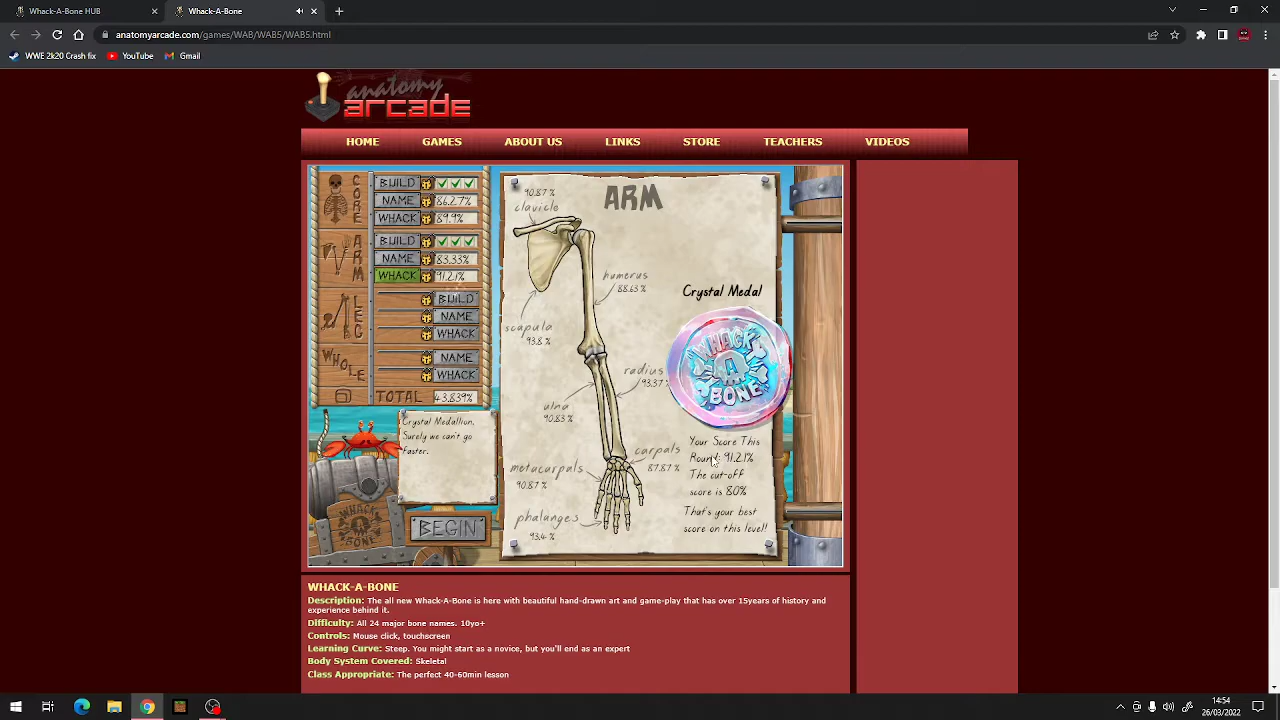 Whack-A-Bone HUB
Whack-A-Bone
anatomyarcade.com/games/WAB/WAB5/WAB5.html
WWE 2k20 Crash Hub
YouTube
Gmail
anatomy
arcade
HOME
GAMES
ABOUT US
LINKS
STORE
TEACHERS
VIDEOS
CORE
BUILD
NAME 86.27%
WHACK 89.9%
ARM
BUILD
NAME 83.33%
WHACK 91.21%
LEG
BUILD
NAME
WHACK
WHOLE
NAME
WHACK
TOTAL 43.839%
Crystal Medallion.
Surely we can't go
Faster.
WHACK
A
BONE
BEGIN
ARM
90.87 %
clavicle
humerus
88.63 %
scapula
93.8 %
radius
93.37
ulna
90.83 %
carpals
87.87 %
metacarpals
90.87 %
phalanges
93.4 %
Crystal Medal
WHACK
A
BONE
Your Score This
Round: 91.21%
The cut-off
score is 80%
That's your best
score on this level!
WHACK-A-BONE
Description: The all new Whack-A-Bone is here with beautiful hand-drawn art and game-play that has over 15years of history and
experience behind it.
Difficulty: All 24 major bone names. 10yo+
Controls: Mouse click, touchscreen
Learning Curve: Steep. You might start as a novice, but you'll end as an expert
Body System Covered: Skeletal
Class Appropriate: The perfect 40-60min lesson
14:54
26/03/2022